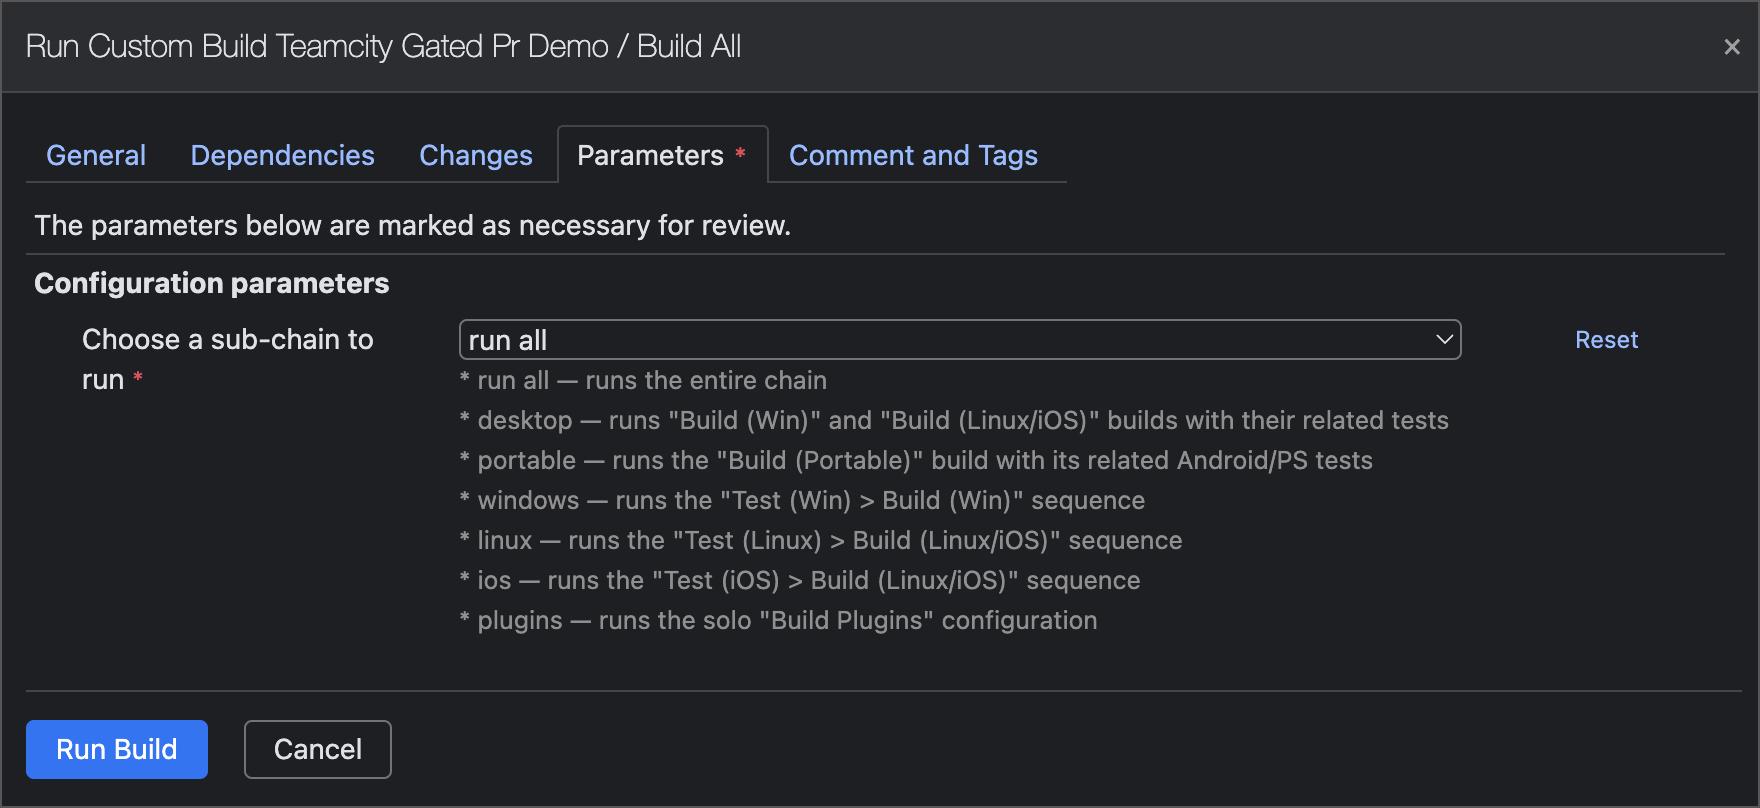 Run Custom Build Teamcity Gated Pr Demo / Build All
×
General Dependencies Changes Parameters * Comment and Tags
The parameters below are marked as necessary for review.
Configuration parameters
Choose a sub-chain to
run *
run all
Reset
* run all — runs the entire chain
* desktop — runs "Build (Win)" and "Build (Linux/iOS)" builds with their related tests
* portable — runs the "Build (Portable)" build with its related Android/PS tests
* windows — runs the "Test (Win) > Build (Win)" sequence
* linux — runs the "Test (Linux) > Build (Linux/iOS)" sequence
* ios — runs the "Test (iOS) > Build (Linux/iOS)" sequence
* plugins — runs the solo "Build Plugins" configuration
Run Build Cancel